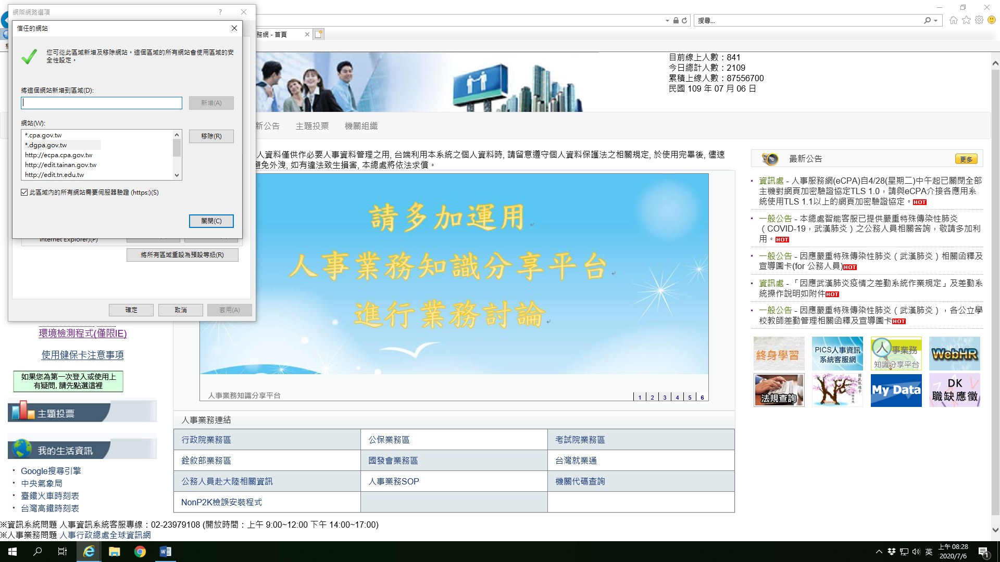 網際網路選項
信任的網站
您可從此區域新增及移除網站。這個區域的所有網站會使用區域的安
全性設定。
將這個網站新增到區域(D):
新增(A)
網站(W):
*.cpa.gov.tw
*.dgpa.gov.tw
http://ecpa.cpa.gov.tw
http://edit.tainan.gov.tw
http://edit.tn.edu.tw
移除(R)
此區域內的所有網站需要伺服器驗證 (https:)(S)
關閉(C)
Internet Explorer)(P)
將所有區域重設為預設等級(R)
確定
取消
套用(A)
務網 - 首頁
搜尋...
目前線上人數：841
今日總計人數：2109
累積上線人數：87556700
民國 109 年 07 月 06 日
新公告
主題投票
機關組織
人資料僅供作必要人事資料管理之用, 台端利用本系統之個人資料時, 請留意遵守個人資料保護法之相關規定, 於使用完畢後, 儘速
避免外洩, 如有違法致生損害, 本總處將依法求償。
請多加運用
人事業務知識分享平台
進行業務討論
人事業務知識分享平台
1 2 3 4 5 6
最新公告
更多
資訊處 - 人事服務網(eCPA)自4/28(星期二)中午起已關閉全部
主機對網頁加密驗證協定TLS 1.0，請與eCPA介接各應用系
統使用TLS 1.1以上的網頁加密驗證協定。HOT
一般公告 - 本總處智能客服已提供嚴重特殊傳染性肺炎
（COVID-19，武漢肺炎）之公務人員相關答詢，敬請多加利
用。HOT
一般公告 - 因應嚴重特殊傳染性肺炎（武漢肺炎）相關函釋及
宣導圖卡(for 公務人員)HOT
資訊處 - 「因應武漢肺炎疫情之差勤系統作業規定」及差勤系
統操作說明如附件HOT
一般公告 - 因應嚴重特殊傳染性肺炎（武漢肺炎），各公立學
校教師差勤管理相關函釋及宣導圖卡HOT
終身學習
PICS人事資訊
系統客服網
人事業務
知識分享平台
WebHR
法規查詢
My Data
DK
職缺應徵
環境檢測程式(僅限IE)
使用健保卡注意事項
如果您為第一次登入或使用上
有疑問, 請先點選這裡
主題投票
我的生活資訊
Google搜尋引擎
中央氣象局
臺鐵火車時刻表
台灣高鐵時刻表
人事業務連結
行政院業務區
公保業務區
考試院業務區
銓敘部業務區
國發會業務區
台灣就業通
公務人員赴大陸相關資訊
人事業務SOP
機關代碼查詢
NonP2K檢誤安裝程式
※資訊系統問題 人事資訊系統客服專線：02-23979108 (開放時間：上午 9:00~12:00 下午 14:00~17:00)
※人事業務問題 人事行政總處全球資訊網
英
上午 08:28
2020/7/6
1